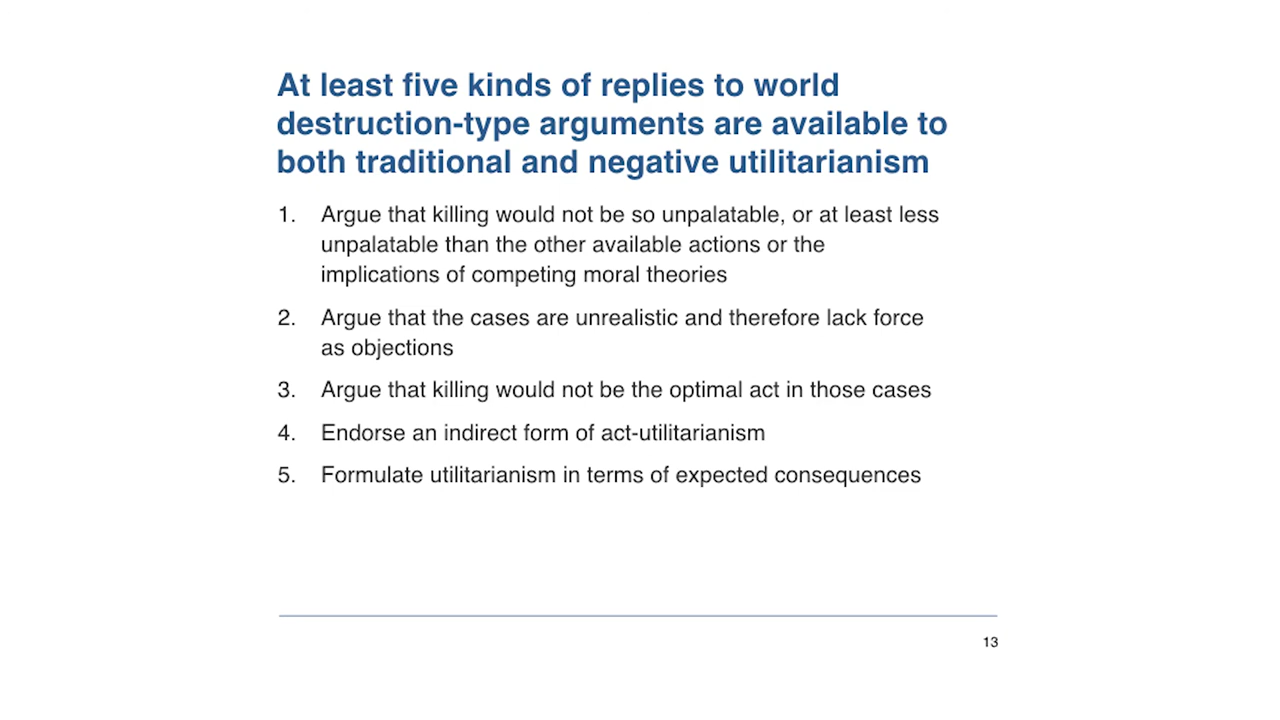 At least five kinds of replies to world
destruction-type arguments are available to
both traditional and negative utilitarianism
1. Argue that killing would not be so unpalatable, or at least less
unpalatable than the other available actions or the
implications of competing moral theories
2. Argue that the cases are unrealistic and therefore lack force
as objections
3. Argue that killing would not be the optimal act in those cases
4. Endorse an indirect form of act-utilitarianism
5. Formulate utilitarianism in terms of expected consequences
13